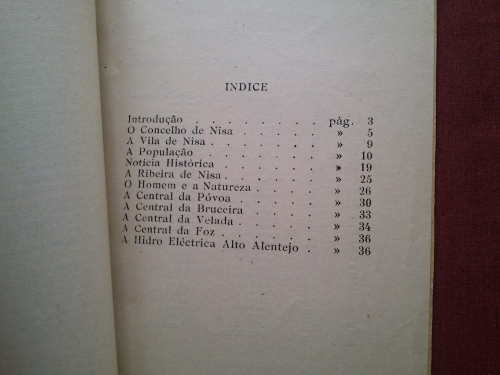 INDICE
Introdução . . . . . . . . pág. 3
O Concelho de Nisa . . . . . » 5
A Vila de Nisa . . . . . . . » 9
A População . . . . . . . » 10
Notícia Histórica . . . . . . » 19
A Ribeira de Nisa . . . . . . » 25
O Homem e a Natureza . . . . » 26
A Central da Póvoa . . . . . » 30
A Central da Bruceira . . . . » 33
A Central da Velada . . . . . » 34
A Central da Foz . . . . . . » 36
A Hidro Eléctrica Alto Alentejo . » 36